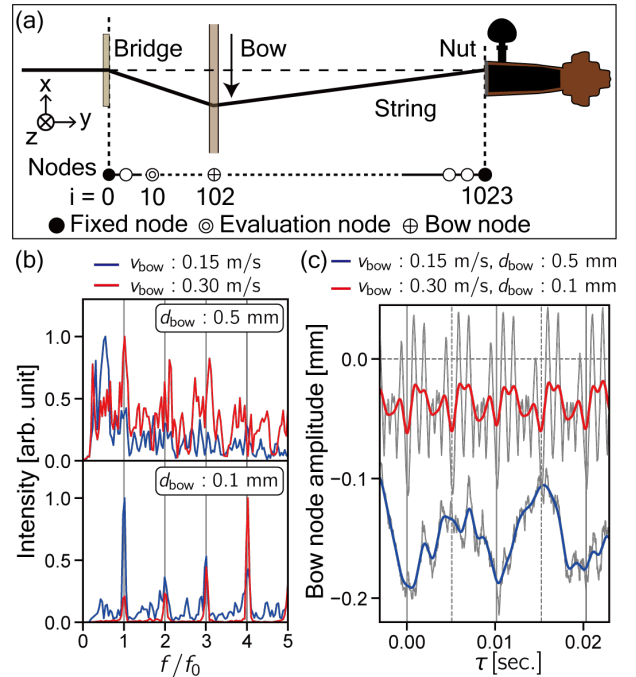 (a)
Bridge
Bow
Nut
x
y
z
String
Nodes
i = 0 10 102 1023
Fixed node Evaluation node Bow node
(b)
v_bow : 0.15 m/s
v_bow : 0.30 m/s
d_bow : 0.5 mm
1.0
0.5
0.0
d_bow : 0.1 mm
1.0
0.5
0.0
0 1 2 3 4 5
f/f_0
Intensity [arb. unit]
(c)
v_bow : 0.15 m/s, d_bow : 0.5 mm
v_bow : 0.30 m/s, d_bow : 0.1 mm
0.0
−0.1
−0.2
0.00 0.01 0.02
τ [sec.]
Bow node amplitude [mm]